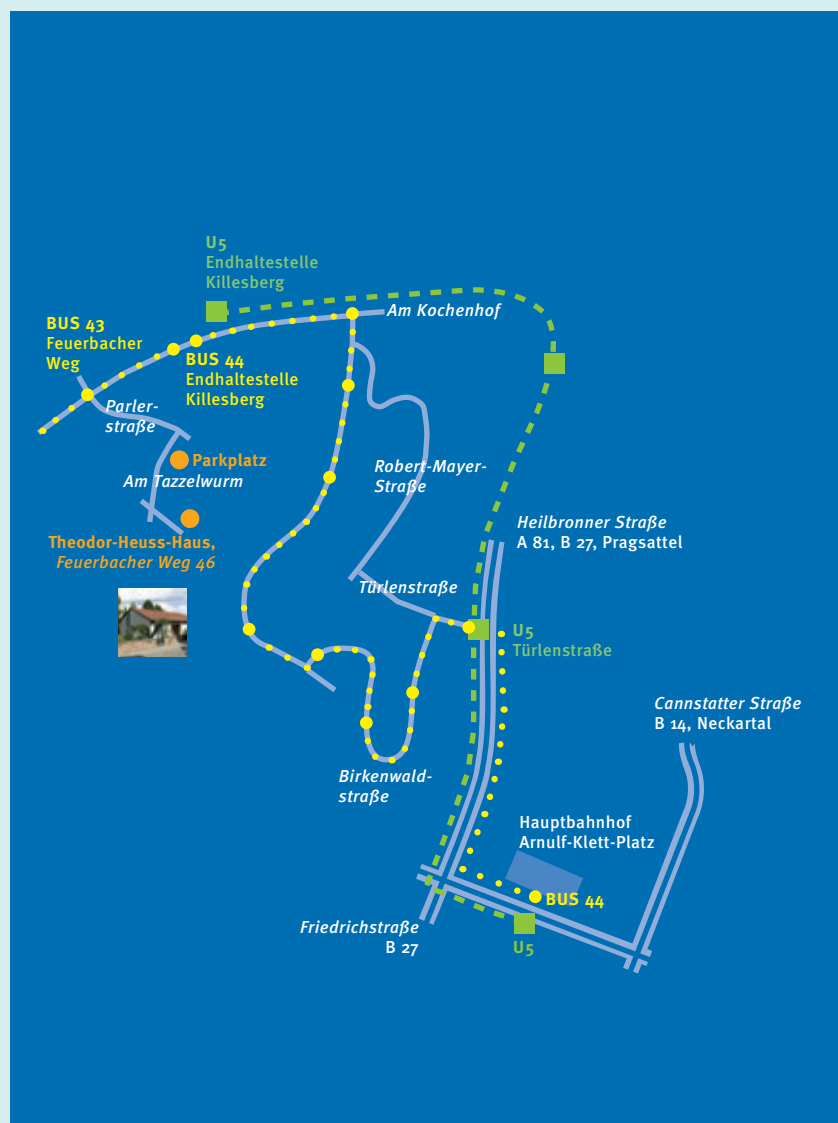 U5
Endhaltestelle
Killesberg
Am Kochenhof
BUS 43
Feuerbacher
Weg
BUS 44
Endhaltestelle
Killesberg
Parler-
straße
Parkplatz
Am Tazzelwurm
Robert-Mayer-
Straße
Heilbronner Straße
A 81, B 27, Pragsattel
Theodor-Heuss-Haus,
Feuerbacher Weg 46
Türlenstraße
U5
Türlenstraße
Cannstatter Straße
B 14, Neckartal
Birkenwald-
straße
Hauptbahnhof
Arnulf-Klett-Platz
BUS 44
Friedrichstraße
B 27
U5